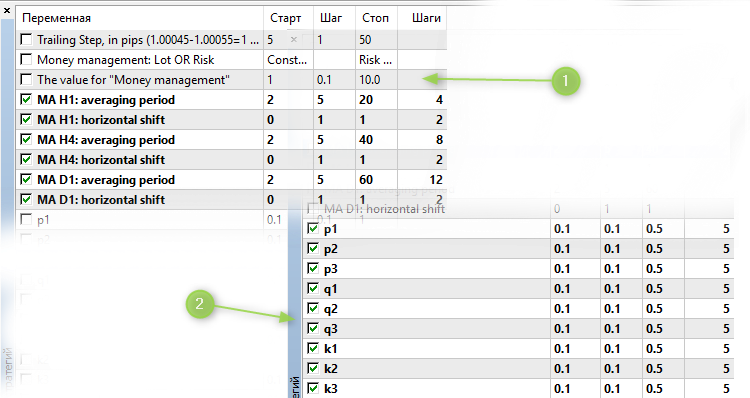 Переменная Старт Шаг Стоп Шаги
Trailing Step, in pips (1.00045-1.00055=1 ... 5 1 50
Money management: Lot OR Risk Const... Risk ...
The value for "Money management" 1 0.1 10.0
1
MA H1: averaging period 2 5 20 4
MA H1: horizontal shift 0 1 1 2
MA H4: averaging period 2 5 40 8
MA H4: horizontal shift 0 1 1 2
MA D1: averaging period 2 5 60 12
MA D1: horizontal shift 0 1 1 2
p1 0.1 0.1 1
MA D1: horizontal shift 0 1 1
p1 0.1 0.1 0.5 5
p2 0.1 0.1 0.5 5
p3 0.1 0.1 0.5 5
q1 0.1 0.1 0.5 5
2
q2 0.1 0.1 0.5 5
q3 0.1 0.1 0.5 5
k1 0.1 0.1 0.5 5
k2 0.1 0.1 0.5 5
k3 0.1 0.1 0.5 5
ратегий
егий